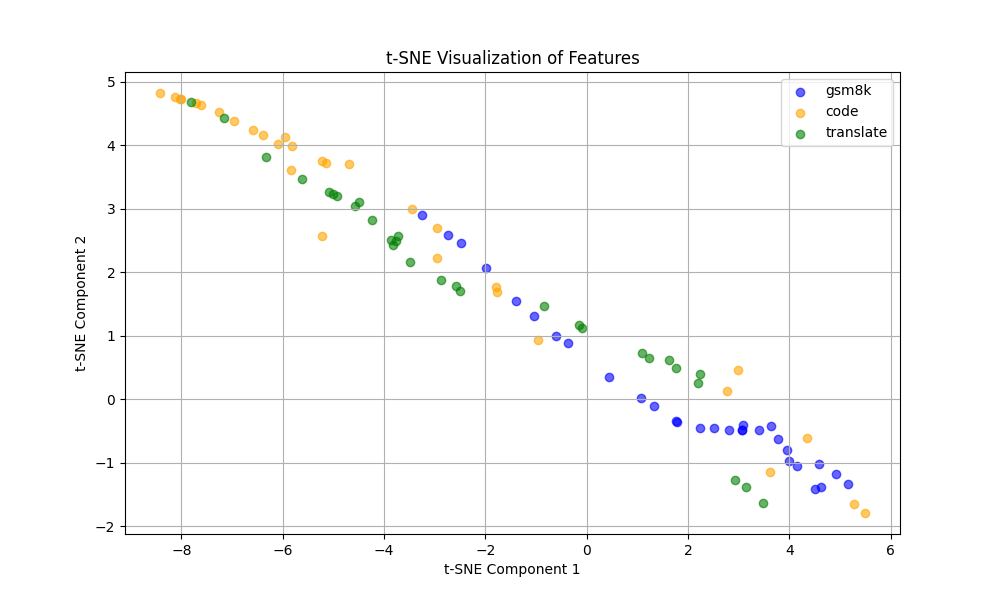 t-SNE Visualization of Features
gsm8k
code
translate
t-SNE Component 2
5
4
3
2
1
0
−1
−2
−8
−6
−4
−2
0
2
4
6
t-SNE Component 1